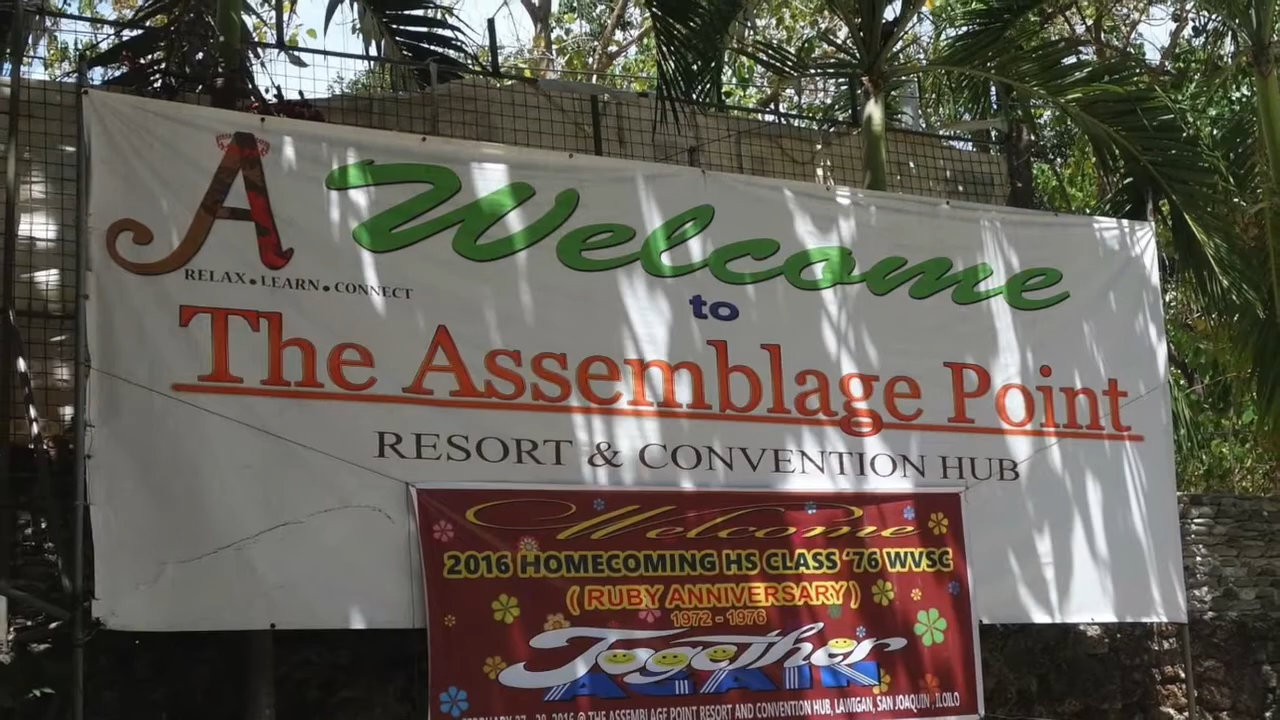 A
RELAX • LEARN • CONNECT
Welcome
to
The Assemblage Point
RESORT & CONVENTION HUB
Welcome
2016 HOMECOMING HS CLASS ‘76 WVSC
( RUBY ANNIVERSARY )
1972 - 1976
Together
AGAIN
2016 @ THE ASSEMBLAGE POINT RESORT AND CONVENTION HUB, LAWIGAN, SAN JOAQUIN , ILOILO